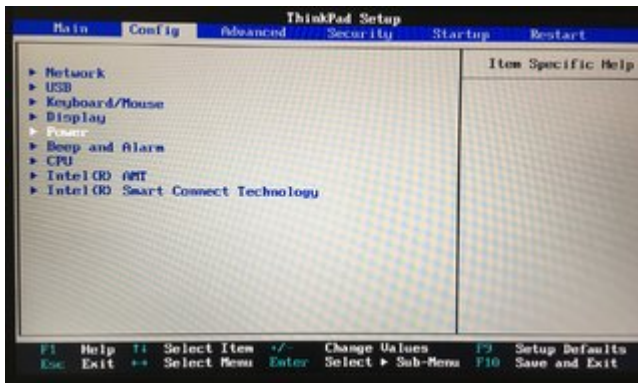 ThinkPad Setup
Main Config Advanced Security Startup Restart
Item Specific Help
► Network
► USB
► Keyboard/Mouse
► Display
► Power
► Beep and Alarm
► CPU
► Intel(R) AMT
► Intel(R) Smart Connect Technology
F1 Help ↑↓ Select Item +/- Change Values F9 Setup Defaults
Esc Exit ↔ Select Menu Enter Select ► Sub-Menu F10 Save and Exit